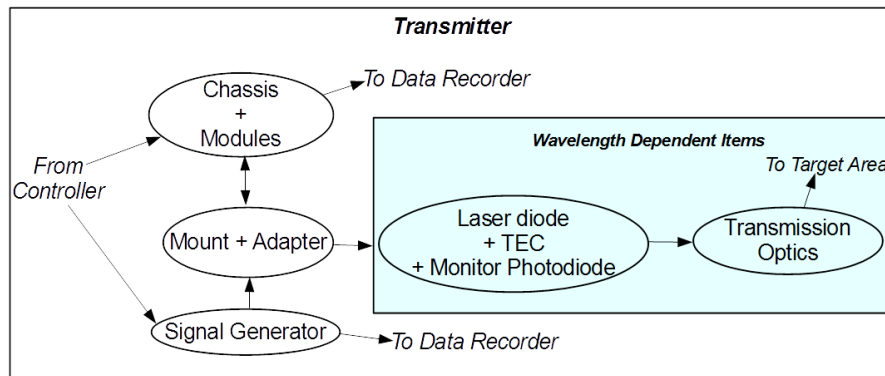 Transmitter
To Data Recorder
Chassis
+
Modules
Wavelength Dependent Items
From
Controller
To Target Area
Mount + Adapter
Laser diode
+ TEC
+ Monitor Photodiode
Transmission
Optics
Signal Generator
To Data Recorder